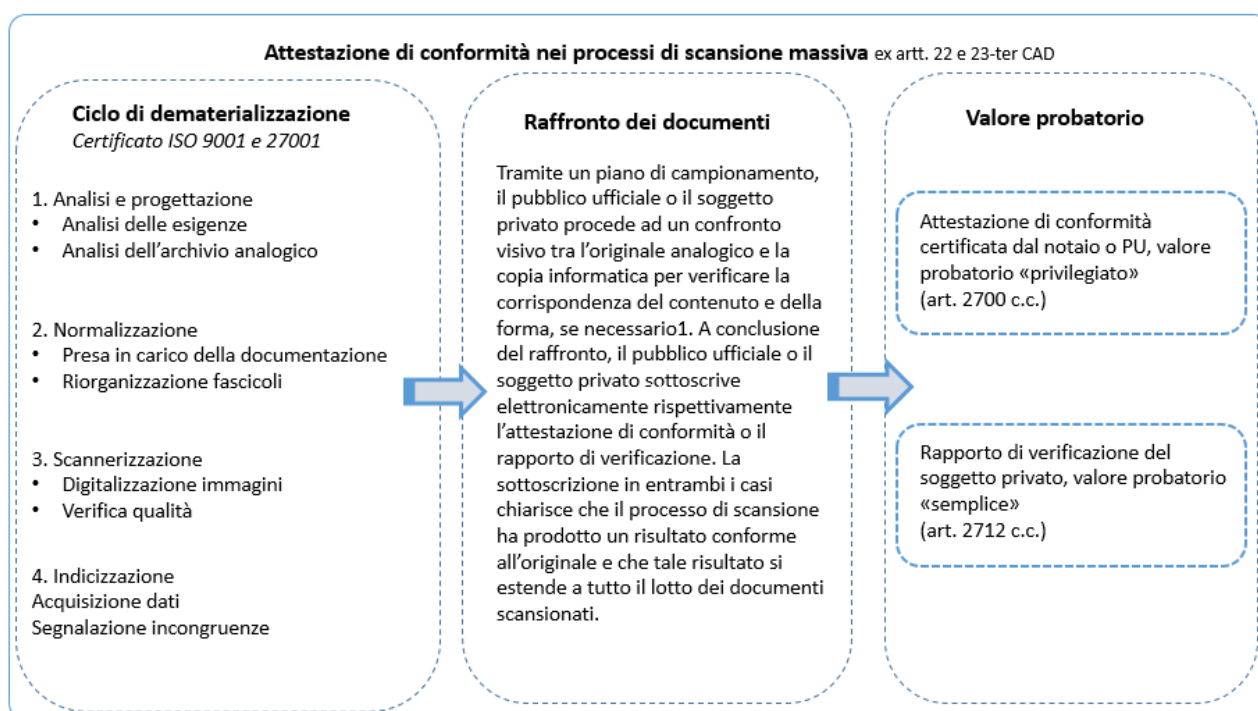 Attestazione di conformità nei processi di scansione massiva ex artt. 22 e 23-ter CAD
Ciclo di dematerializzazione
Certificato ISO 9001 e 27001
1. Analisi e progettazione
• Analisi delle esigenze
• Analisi dell’archivio analogico
2. Normalizzazione
• Presa in carico della documentazione
• Riorganizzazione fascicoli
3. Scannerizzazione
• Digitalizzazione immagini
• Verifica qualità
4. Indicizzazione
Acquisizione dati
Segnalazione incongruenze
Raffronto dei documenti
Tramite un piano di campionamento,
il pubblico ufficiale o il soggetto
privato procede ad un confronto
visivo tra l’originale analogico e la
copia informatica per verificare la
corrispondenza del contenuto e della
forma, se necessario1. A conclusione
del raffronto, il pubblico ufficiale o il
soggetto privato sottoscrive
elettronicamente rispettivamente
l’attestazione di conformità o il
rapporto di verificazione. La
sottoscrizione in entrambi i casi
chiarisce che il processo di scansione
ha prodotto un risultato conforme
all’originale e che tale risultato si
estende a tutto il lotto dei documenti
scansionati.
Valore probatorio
Attestazione di conformità
certificata dal notaio o PU, valore
probatorio «privilegiato»
(art. 2700 c.c.)
Rapporto di verificazione del
soggetto privato, valore probatorio
«semplice»
(art. 2712 c.c.)